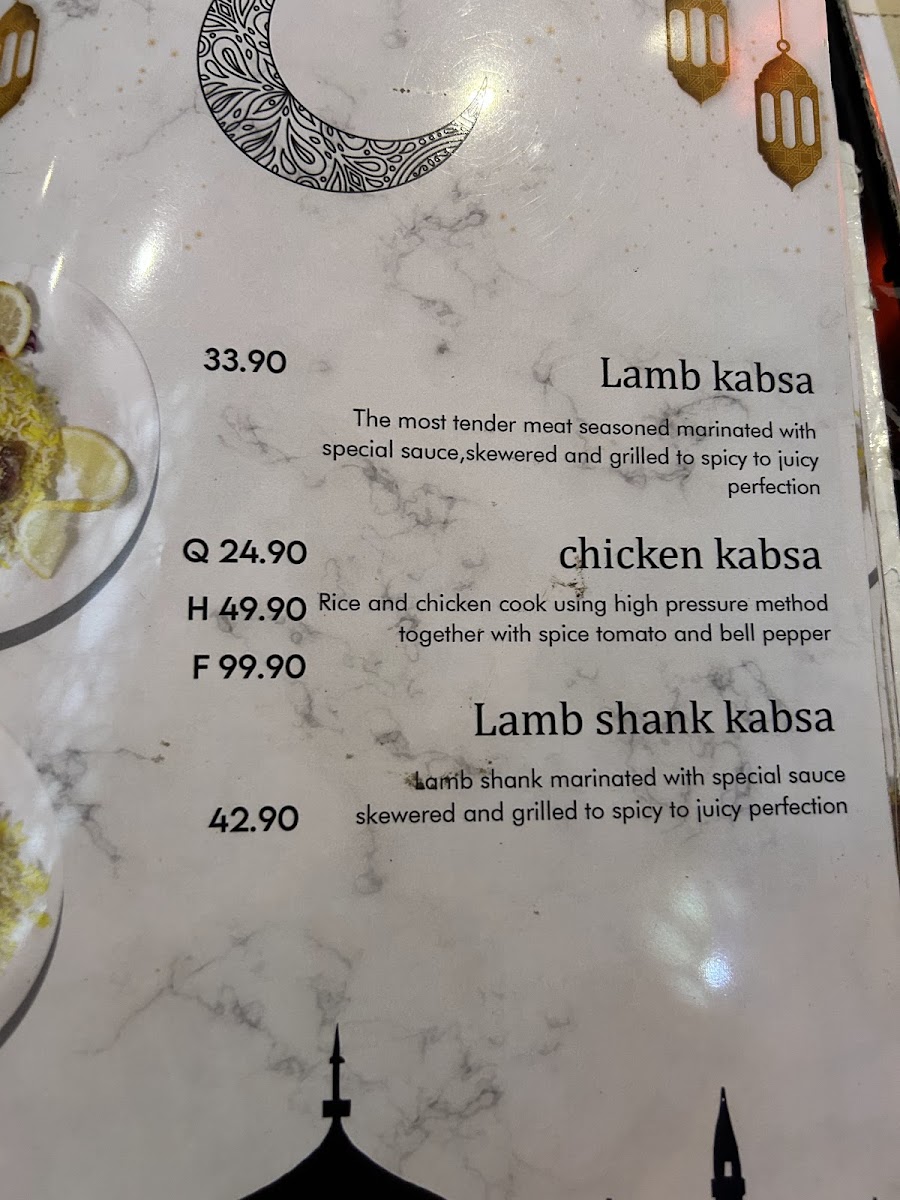 33.90
Lamb kabsa
The most tender meat seasoned marinated with
special sauce,skewered and grilled to spicy to juicy
perfection
Q 24.90
chicken kabsa
H 49.90
Rice and chicken cook using high pressure method
together with spice tomato and bell pepper
F 99.90
Lamb shank kabsa
Lamb shank marinated with special sauce
42.90
skewered and grilled to spicy to juicy perfection